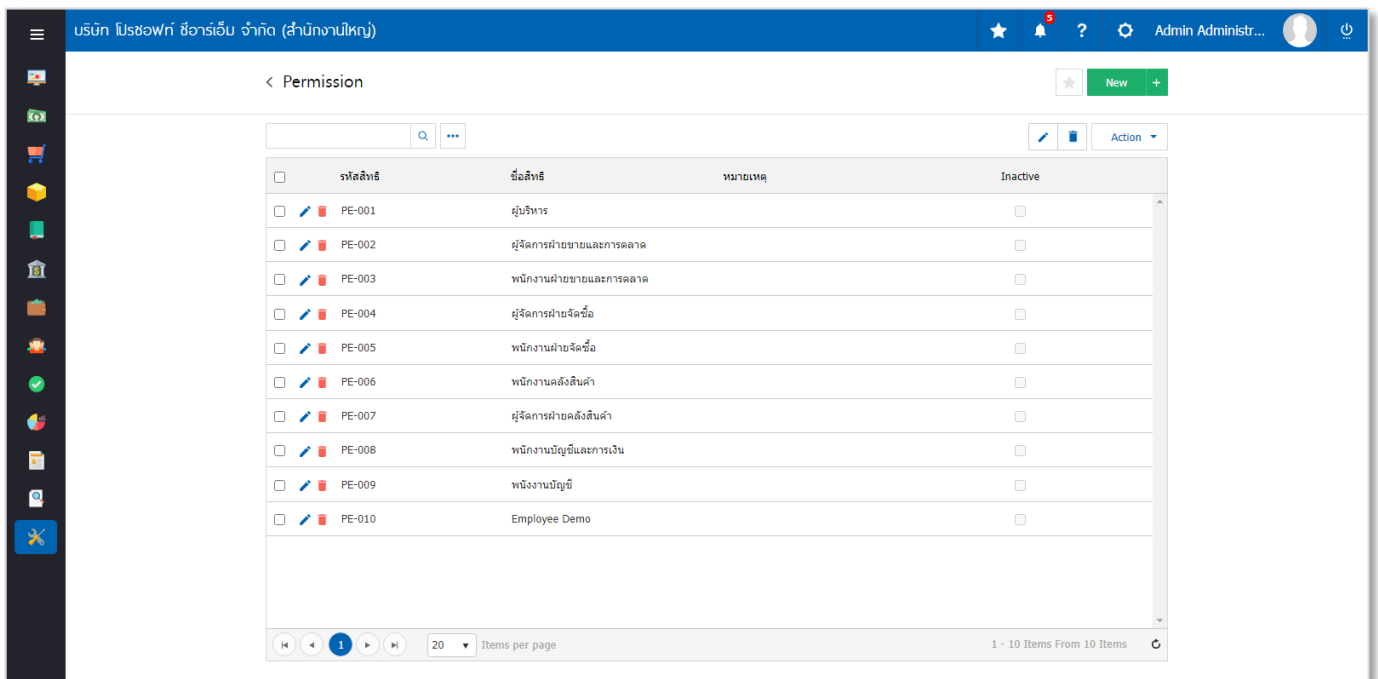 บริษัท โปรซอฟท์ ซีอาร์เอ็ม จำกัด (สำนักงานใหญ่) 5 ? Admin Administr...
< Permission New +
... Action
รหัสสิทธิ ชื่อสิทธิ หมายเหตุ Inactive
PE-001 ผู้บริหาร
PE-002 ผู้จัดการฝ่ายขายและการตลาด
PE-003 พนักงานฝ่ายขายและการตลาด
PE-004 ผู้จัดการฝ่ายจัดซื้อ
PE-005 พนักงานฝ่ายจัดซื้อ
PE-006 พนักงานคลังสินค้า
PE-007 ผู้จัดการฝ่ายคลังสินค้า
PE-008 พนักงานบัญชีและการเงิน
PE-009 พนังงานบัญชี
PE-010 Employee Demo
1 20 Items per page 1 - 10 Items From 10 Items